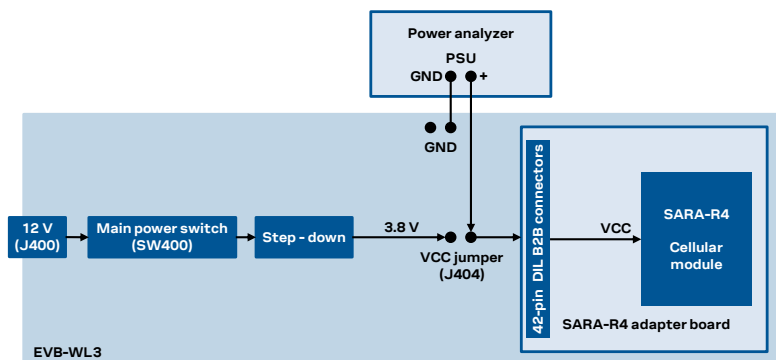 Power analyzer
PSU
GND
+
GND
12 V
(J400)
Main power switch
(SW400)
Step - down
3.8 V
VCC jumper
(J404)
42-pin DIL B2B connectors
VCC
SARA-R4
Cellular
module
SARA-R4 adapter board
EVB-WL3